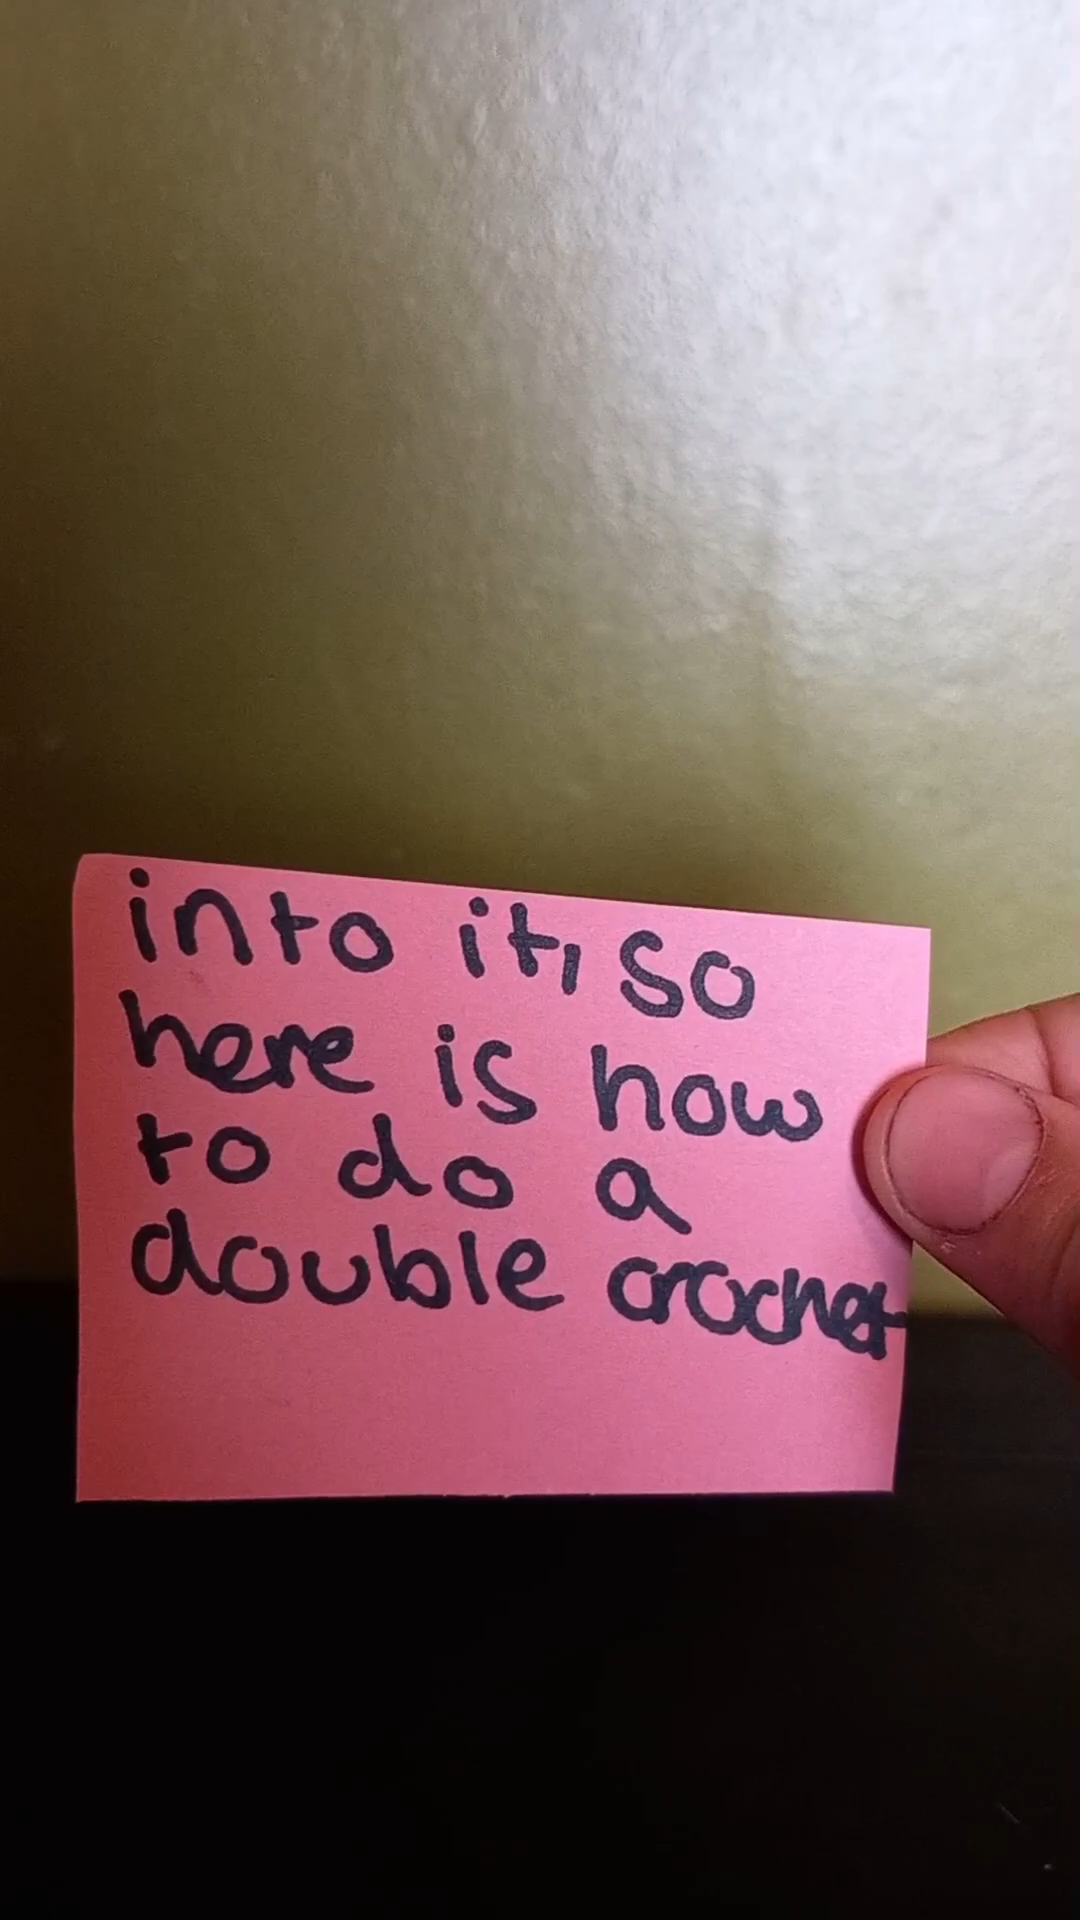 into it, so
here is how
to do a
double crochet